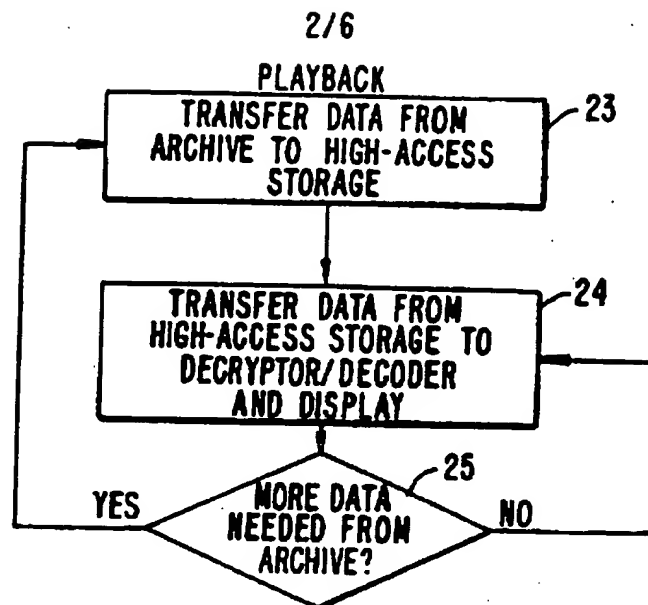 2/6
PLAYBACK
TRANSFER DATA FROM
ARCHIVE TO HIGH-ACCESS
STORAGE
23
TRANSFER DATA FROM
HIGH-ACCESS STORAGE TO
DECRYPTOR/DECODER
AND DISPLAY
24
25
YES
MORE DATA
NEEDED FROM
ARCHIVE?
NO